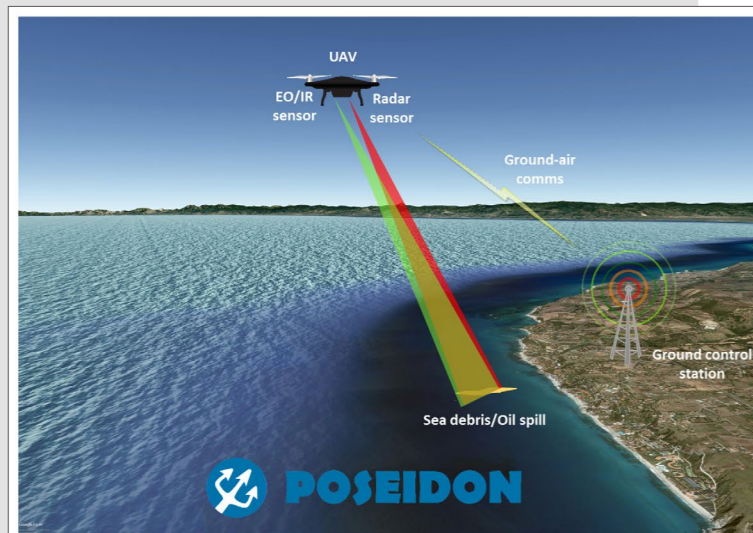 UAV
EO/IR
sensor
Radar
sensor
Ground-air
comms
Ground control
station
Sea debris/Oil spill
POSEIDON